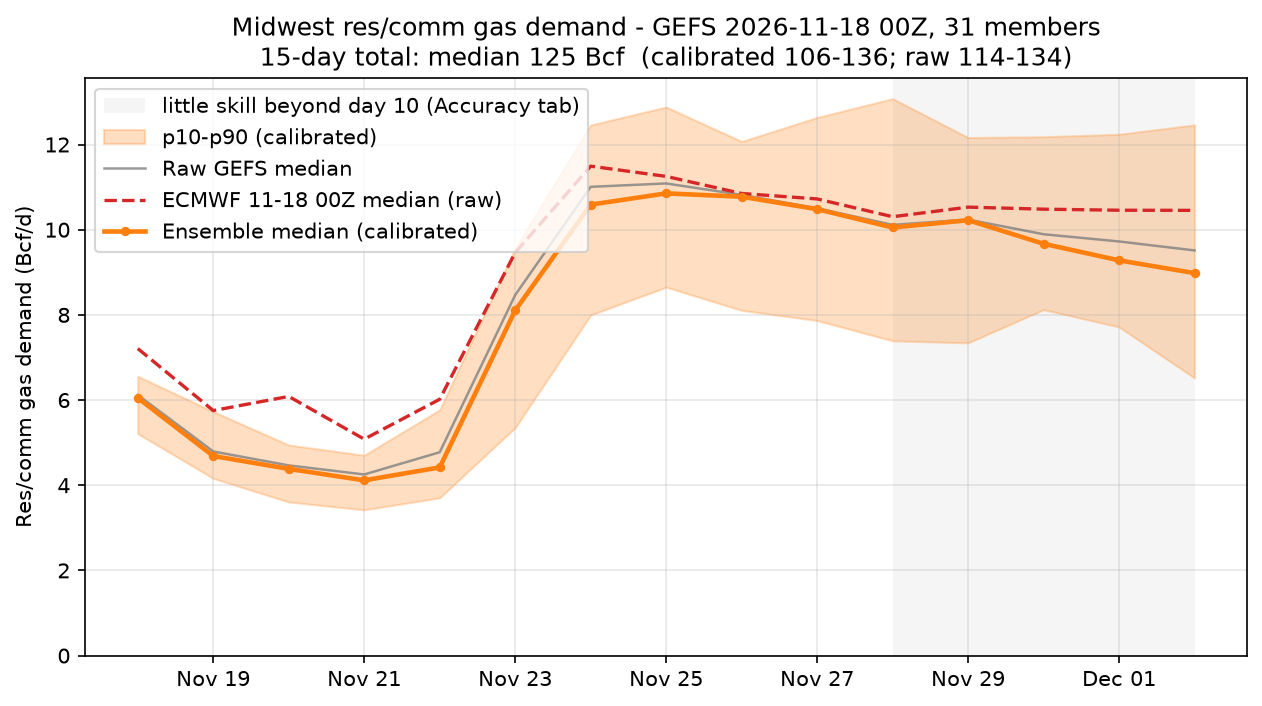 Midwest res/comm gas demand - GEFS 2026-11-18 00Z, 31 members
15-day total: median 125 Bcf  (calibrated 106-136; raw 114-134)
little skill beyond day 10 (Accuracy tab)
p10-p90 (calibrated)
Raw GEFS median
ECMWF 11-18 00Z median (raw)
Ensemble median (calibrated)
Res/comm gas demand (Bcf/d)
12
10
8
6
4
2
0
Nov 19
Nov 21
Nov 23
Nov 25
Nov 27
Nov 29
Dec 01